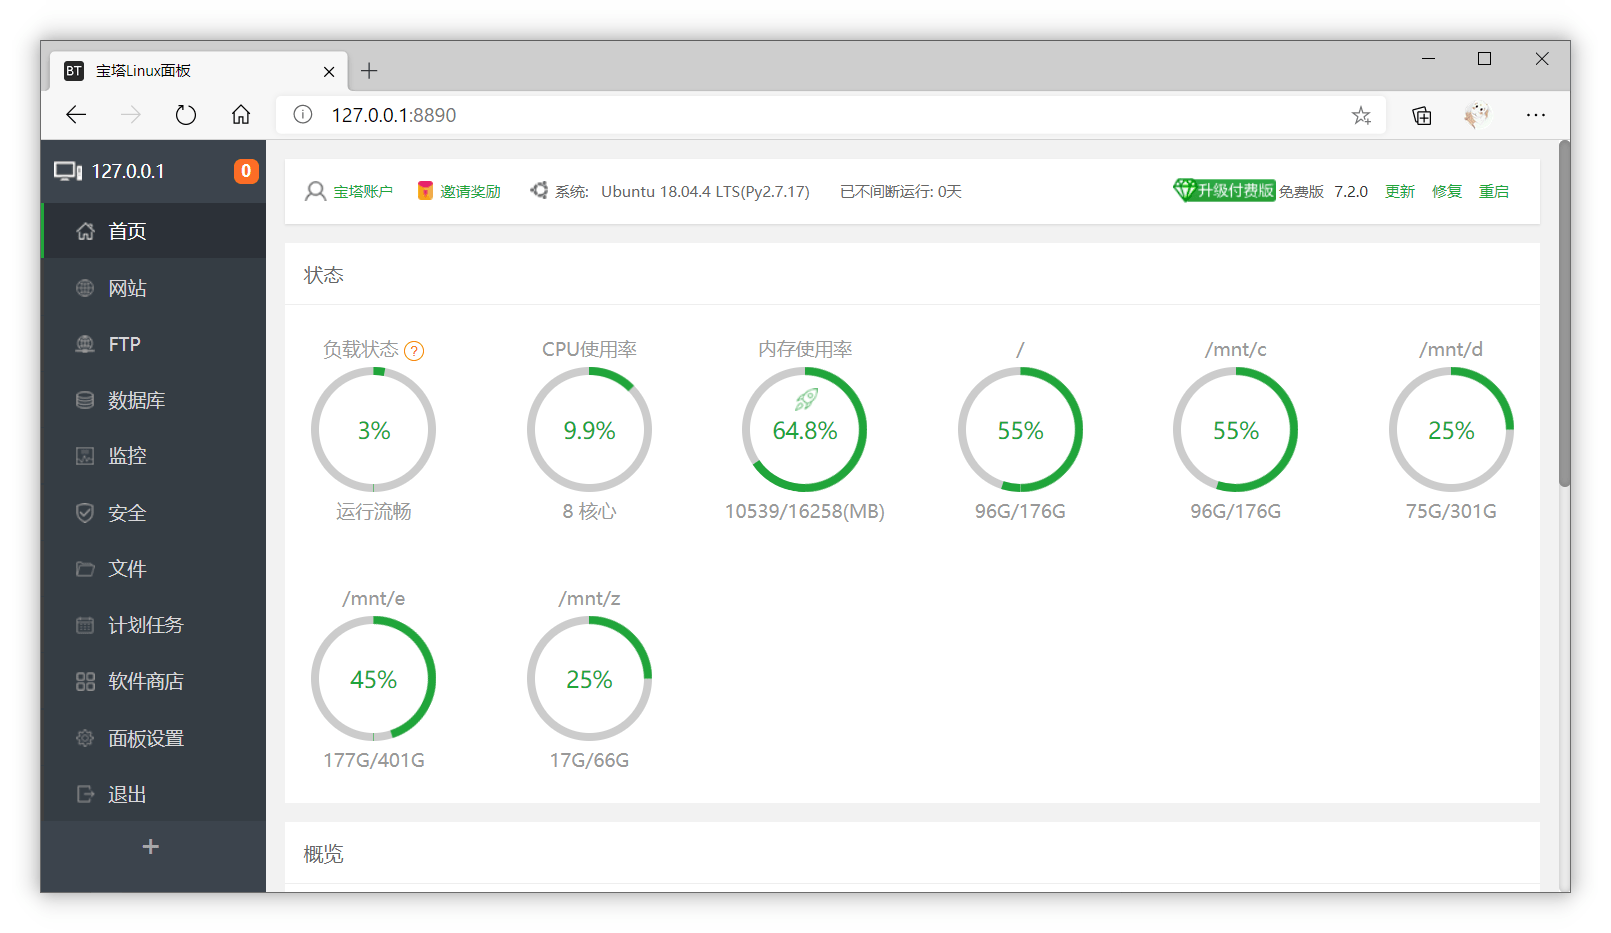 BT 宝塔Linux面板
127.0.0.1:8890
127.0.0.1 0
宝塔账户 邀请奖励 系统: Ubuntu 18.04.4 LTS(Py2.7.17) 已不间断运行: 0天 升级付费版 免费版 7.2.0 更新 修复 重启
首页
网站
FTP
数据库
监控
安全
文件
计划任务
软件商店
面板设置
退出
+
状态
负载状态 ? CPU使用率 内存使用率 / /mnt/c /mnt/d
3% 9.9% 64.8% 55% 55% 25%
运行流畅 8 核心 10539/16258(MB) 96G/176G 96G/176G 75G/301G
/mnt/e /mnt/z
45% 25%
177G/401G 17G/66G
概览